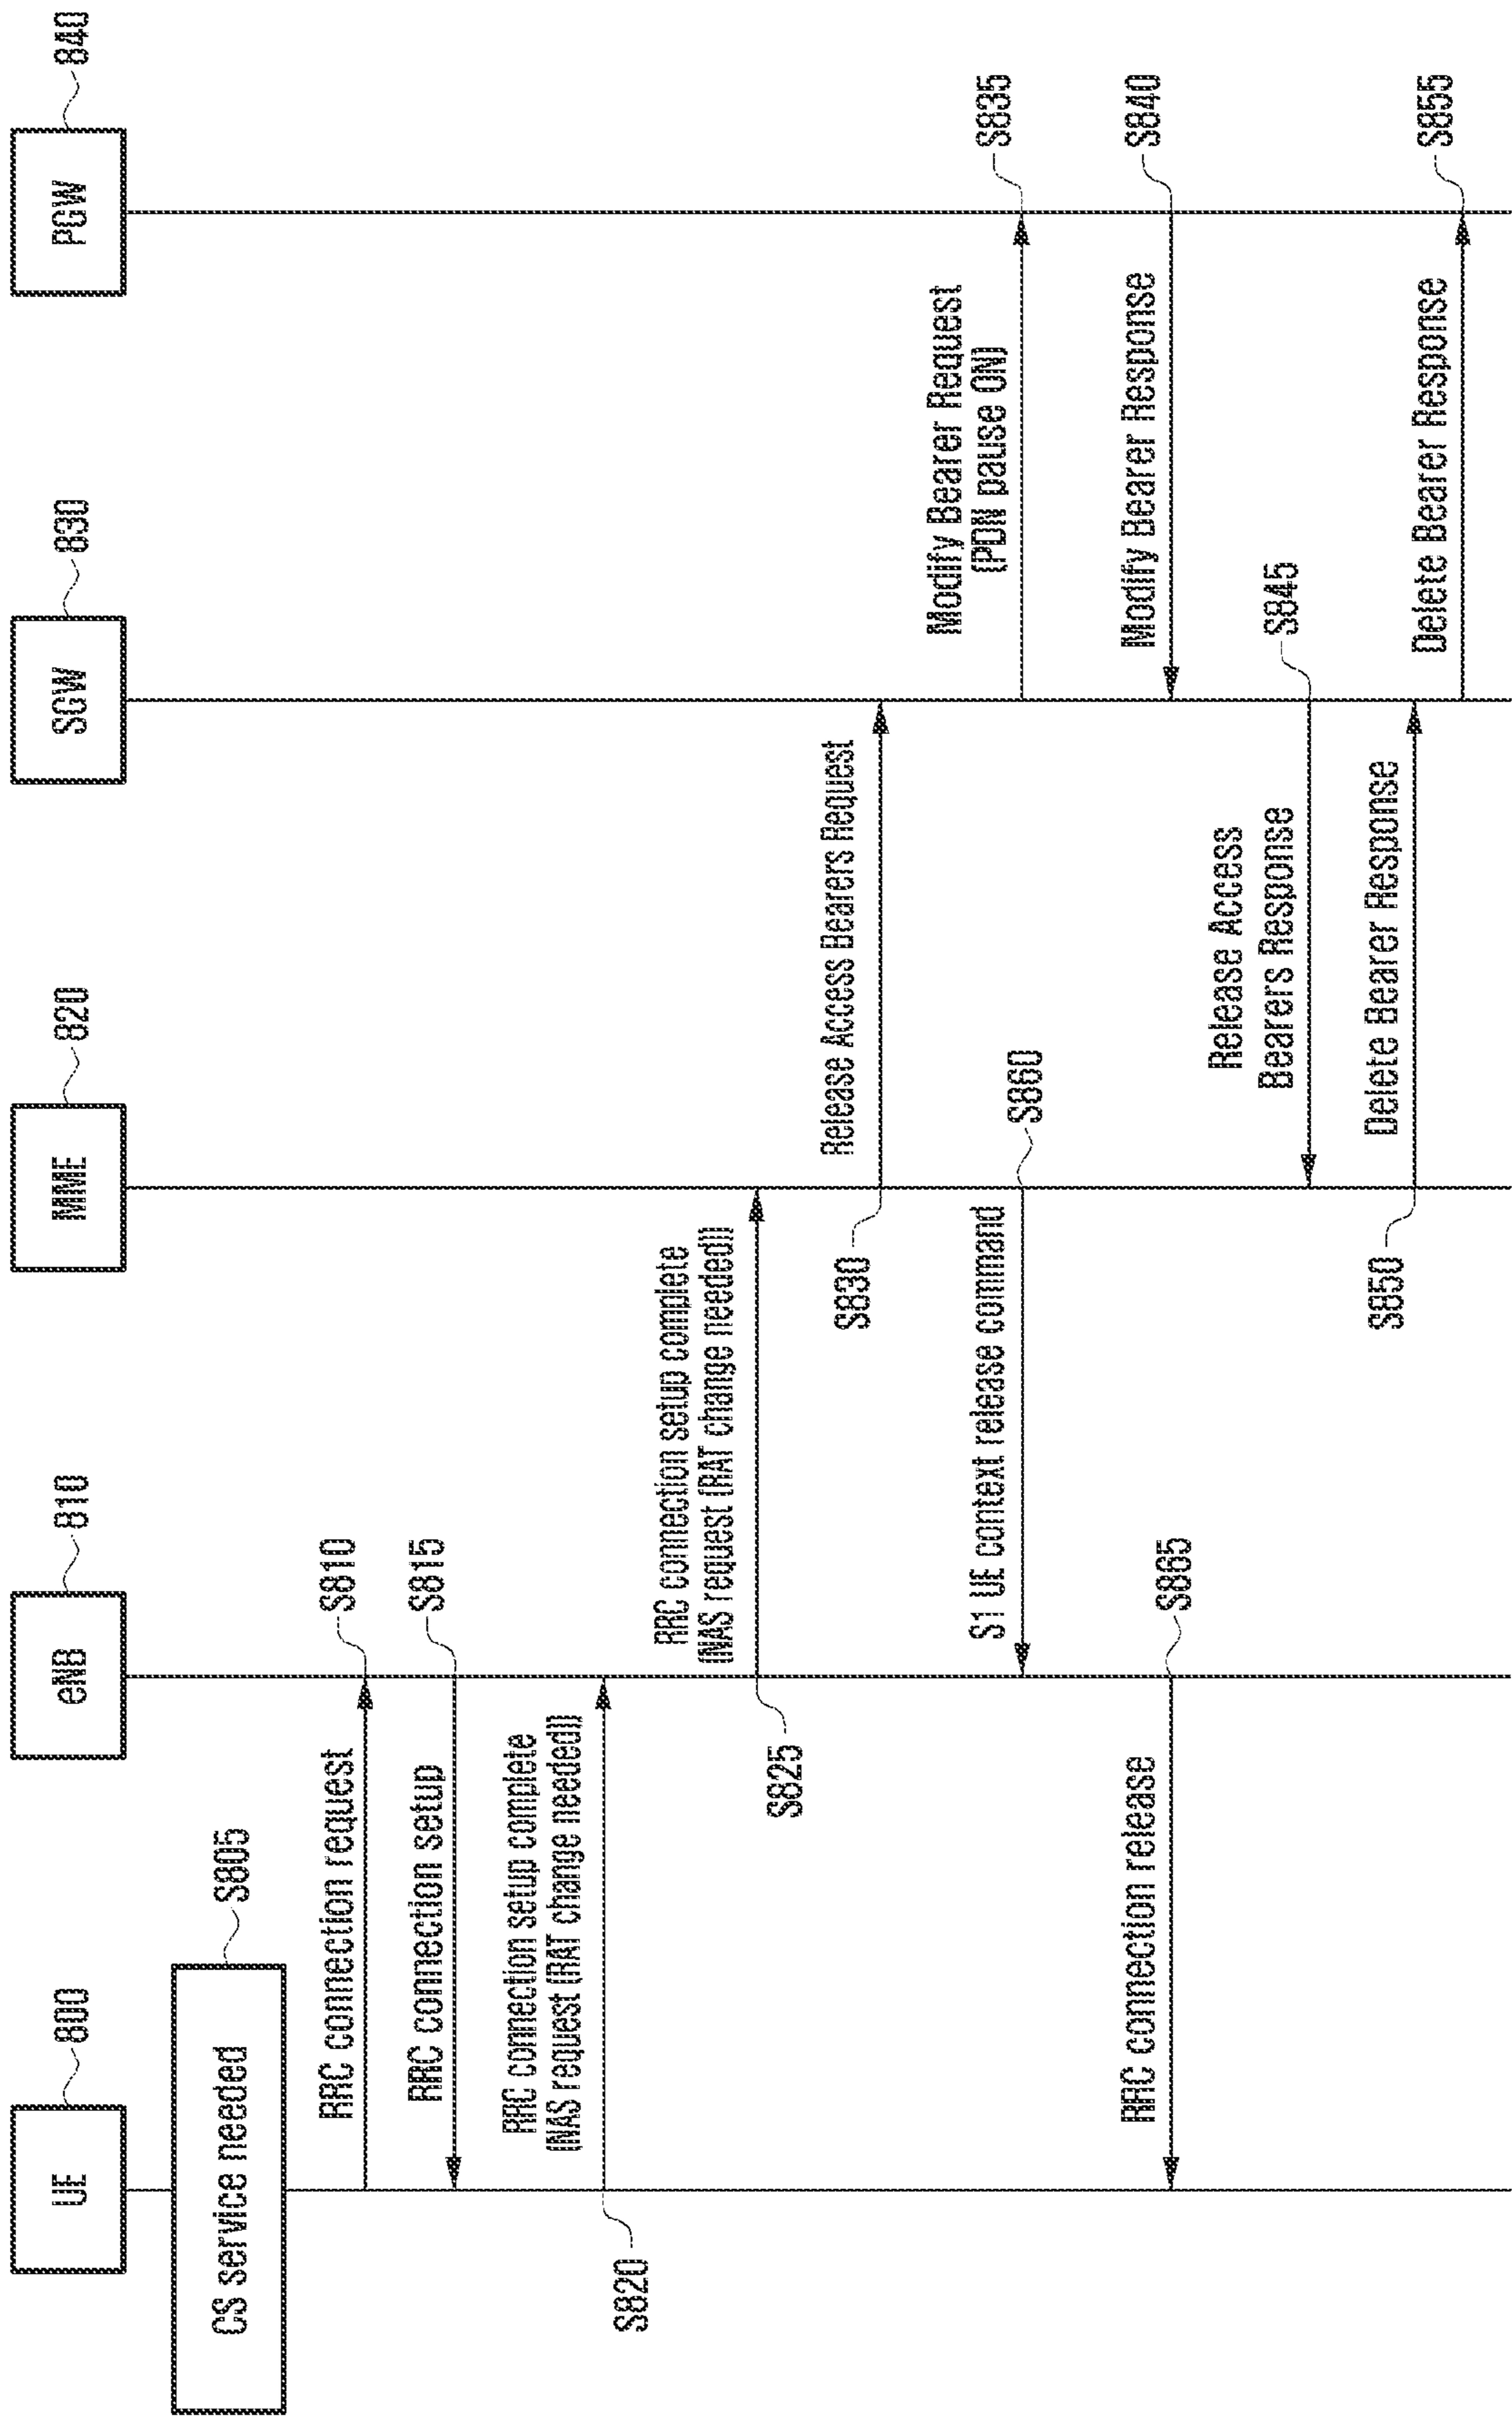 UE
800
eNB
810
MME
820
SGW
830
PGW
840
CS service needed
S805
RRC connection request
S810
RRC connection setup
S815
RRC connection setup complete
(NAS request (RAT change needed))
S820
RRC connection setup complete
(NAS request (RAT change needed))
S825
Release Access Bearers Request
S830
Modify Bearer Request
(PDN pause ON)
S835
S1 UE context release command
S860
Modify Bearer Response
S840
RRC connection release
S865
Release Access
Bearers Response
S845
Delete Bearer Response
S850
Delete Bearer Response
S855